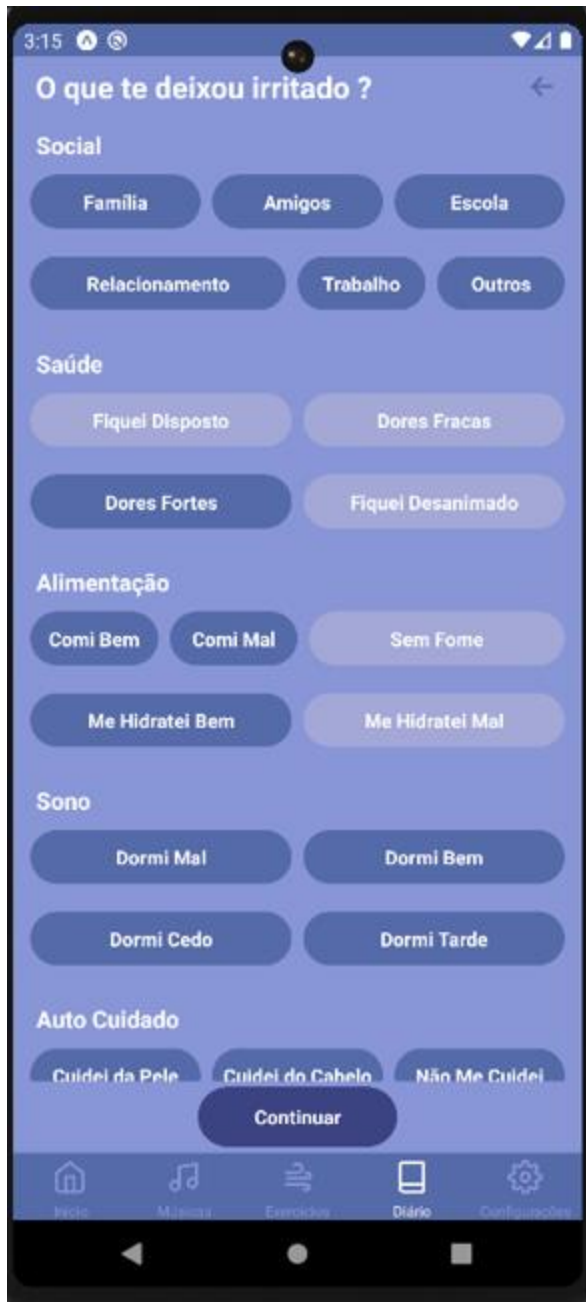 3:15
O que te deixou irritado ?
Social
Família Amigos Escola
Relacionamento Trabalho Outros
Saúde
Fiquei Disposto Dores Fracas
Dores Fortes Fiquei Desanimado
Alimentação
Comi Bem Comi Mal Sem Fome
Me Hidratei Bem Me Hidratei Mal
Sono
Dormi Mal Dormi Bem
Dormi Cedo Dormi Tarde
Auto Cuidado
Cuidei da Pele Cuidei do Cabelo Não Me Cuidei
Continuar
Início Músicas Exercícios Diário Configurações